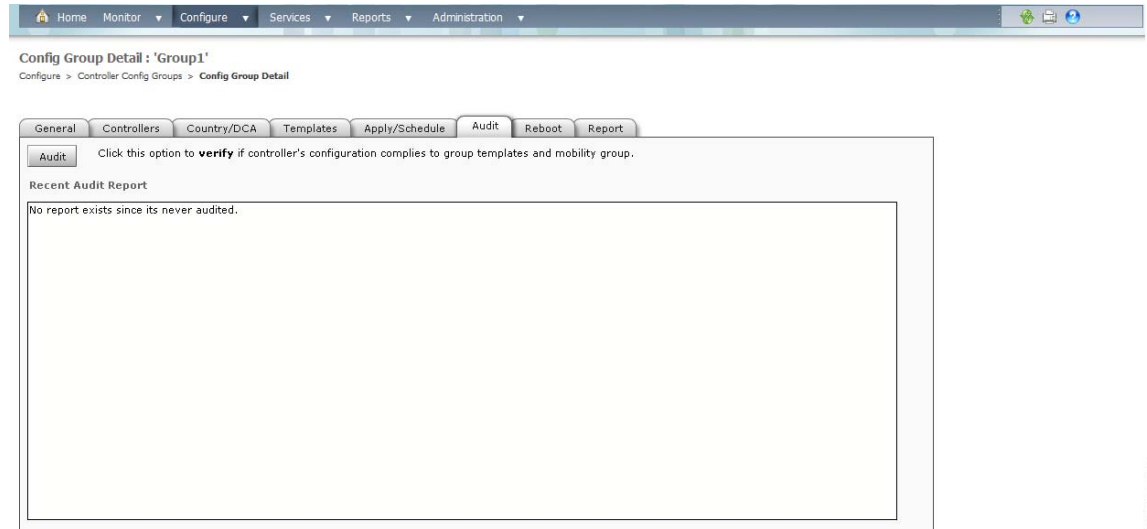 Home Monitor Configure Services Reports Administration
Config Group Detail : 'Group1'
Configure > Controller Config Groups > Config Group Detail
General Controllers Country/DCA Templates Apply/Schedule Audit Reboot Report
Audit Click this option to verify if controller's configuration complies to group templates and mobility group.
Recent Audit Report
No report exists since its never audited.